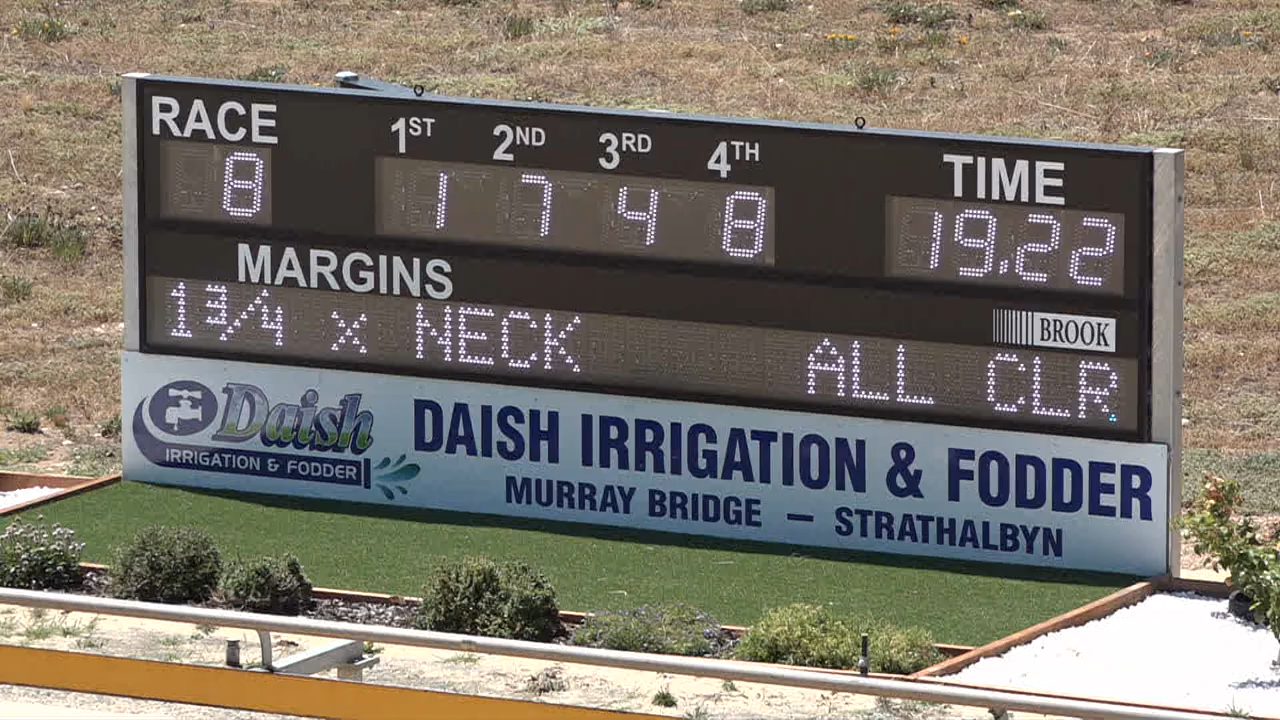 RACE 1ST 2ND 3RD 4TH TIME
8 1 7 4 8 19.22
MARGINS
BROOK
1 3/4 x NECK ALL CLR
Daish
IRRIGATION & FODDER
DAISH IRRIGATION & FODDER
MURRAY BRIDGE – STRATHALBYN